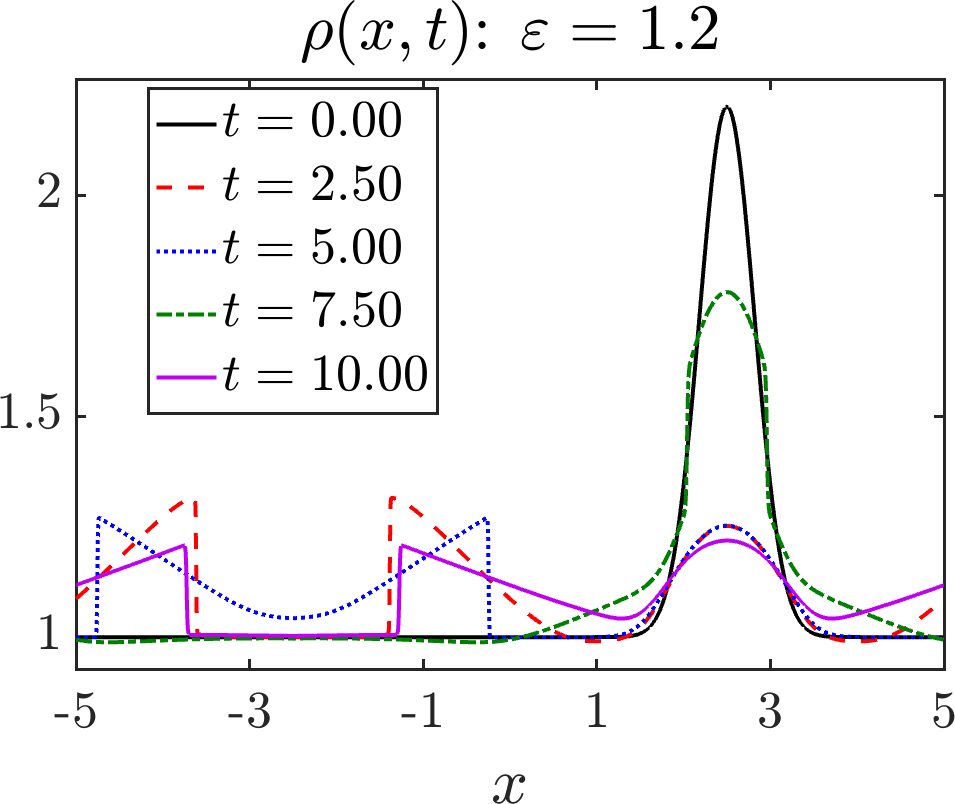 ρ(x, t): ε = 1.2
t = 0.00
t = 2.50
t = 5.00
t = 7.50
t = 10.00
2
1.5
1
-5 -3 -1 1 3 5
x